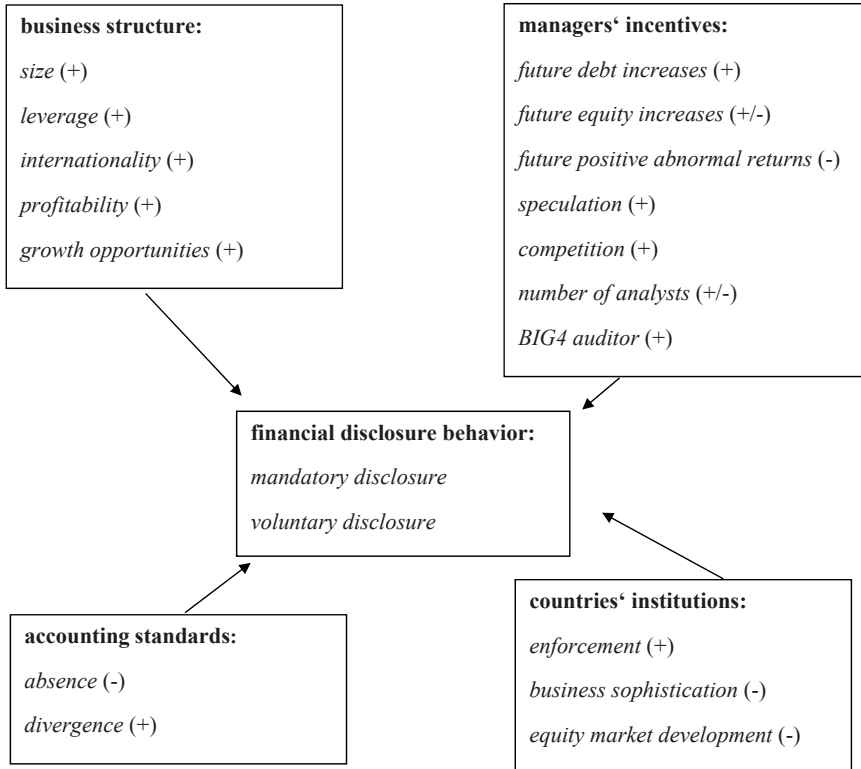 business structure:
size (+)
leverage (+)
internationality (+)
profitability (+)
growth opportunities (+)
managers‘ incentives:
future debt increases (+)
future equity increases (+/-)
future positive abnormal returns (-)
speculation (+)
competition (+)
number of analysts (+/-)
BIG4 auditor (+)
financial disclosure behavior:
mandatory disclosure
voluntary disclosure
accounting standards:
absence (-)
divergence (+)
countries‘ institutions:
enforcement (+)
business sophistication (-)
equity market development (-)